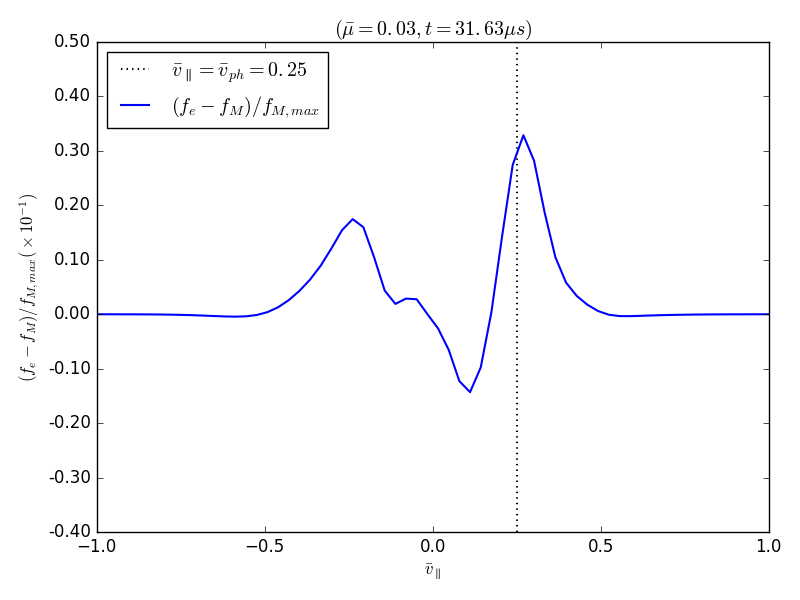 (μ̄ = 0.03, t = 31.63μs)
v̄∥ = v̄ph = 0.25
(fe − fM)/fM,max
0.50
0.40
0.30
0.20
0.10
0.00
-0.10
-0.20
-0.30
-0.40
(fe − fM)/fM,max(×10⁻¹)
−1.0 −0.5 0.0 0.5 1.0
v̄∥